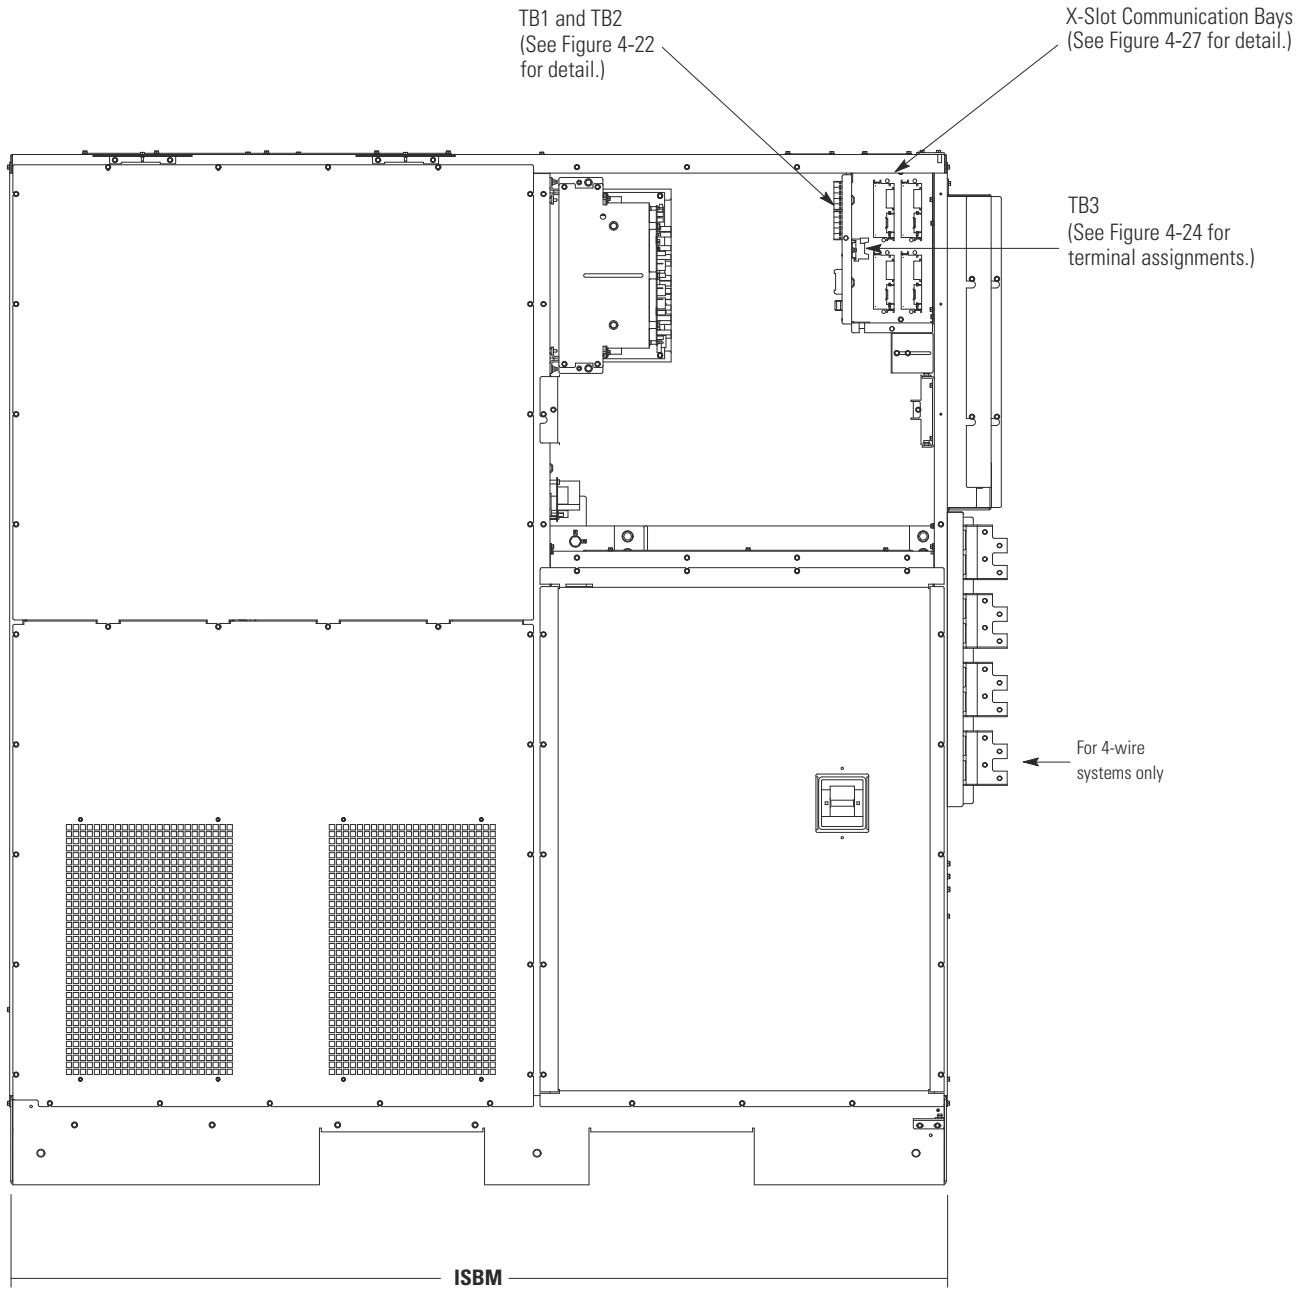 TB1 and TB2
(See Figure 4-22
for detail.)
X-Slot Communication Bays
(See Figure 4-27 for detail.)
TB3
(See Figure 4-24 for
terminal assignments.)
For 4-wire
systems only
ISBM